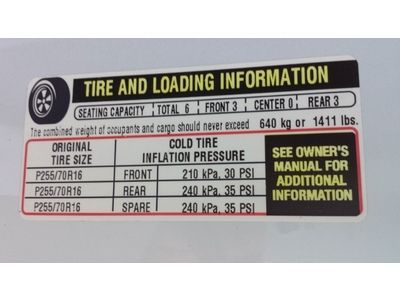 TIRE AND LOADING INFORMATION
SEATING CAPACITY TOTAL 6 FRONT 3 CENTER 0 REAR 3
The combined weight of occupants and cargo should never exceed 640 kg or 1411 lbs.
ORIGINAL TIRE SIZE
COLD TIRE INFLATION PRESSURE
P255/70R16 FRONT 210 kPa, 30 PSI
P255/70R16 REAR 240 kPa, 35 PSI
P255/70R16 SPARE 240 kPa, 35 PSI
SEE OWNER'S
MANUAL FOR
ADDITIONAL
INFORMATION